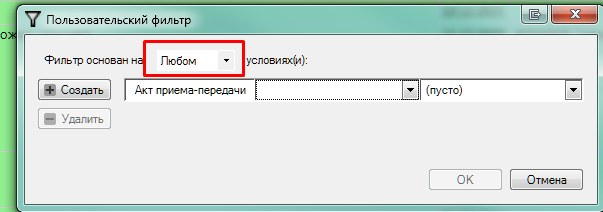 Пользовательский фильтр
Фильтр основан на Любом условиях(и):
Создать Акт приема-передачи (пусто)
Удалить
OK Отмена